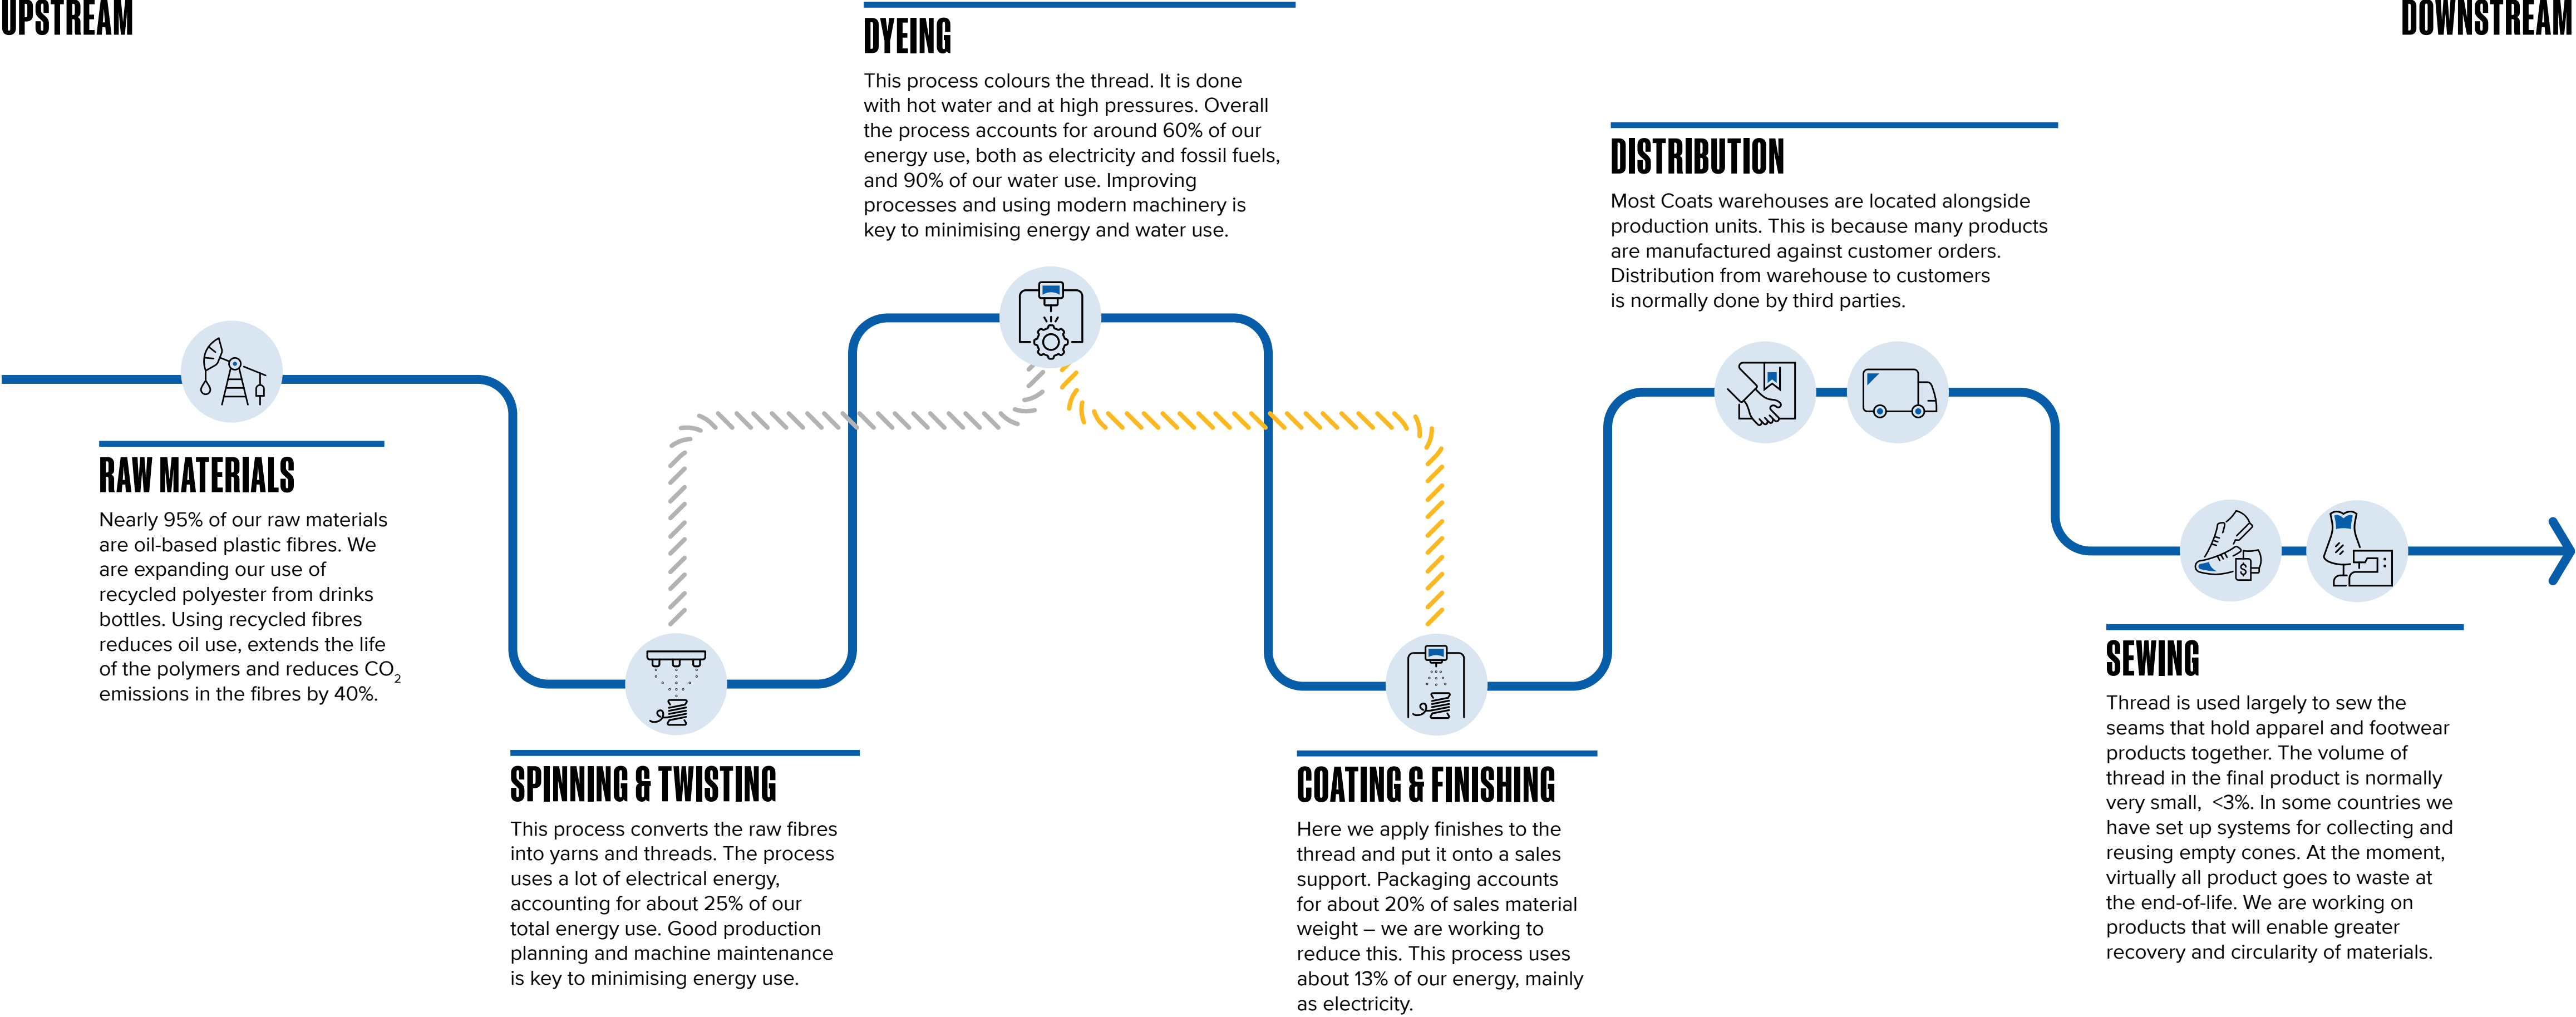 UPSTREAM
DOWNSTREAM
RAW MATERIALS
Nearly 95% of our raw materials
are oil-based plastic fibres. We
are expanding our use of
recycled polyester from drinks
bottles. Using recycled fibres
reduces oil use, extends the life
of the polymers and reduces CO₂
emissions in the fibres by 40%.
SPINNING & TWISTING
This process converts the raw fibres
into yarns and threads. The process
uses a lot of electrical energy,
accounting for about 25% of our
total energy use. Good production
planning and machine maintenance
is key to minimising energy use.
DYEING
This process colours the thread. It is done
with hot water and at high pressures. Overall
the process accounts for around 60% of our
energy use, both as electricity and fossil fuels,
and 90% of our water use. Improving
processes and using modern machinery is
key to minimising energy and water use.
COATING & FINISHING
Here we apply finishes to the
thread and put it onto a sales
support. Packaging accounts
for about 20% of sales material
weight – we are working to
reduce this. This process uses
about 13% of our energy, mainly
as electricity.
DISTRIBUTION
Most Coats warehouses are located alongside
production units. This is because many products
are manufactured against customer orders.
Distribution from warehouse to customers
is normally done by third parties.
$
SEWING
Thread is used largely to sew the
seams that hold apparel and footwear
products together. The volume of
thread in the final product is normally
very small,  <3%. In some countries we
have set up systems for collecting and
reusing empty cones. At the moment,
virtually all product goes to waste at
the end-of-life. We are working on
products that will enable greater
recovery and circularity of materials.